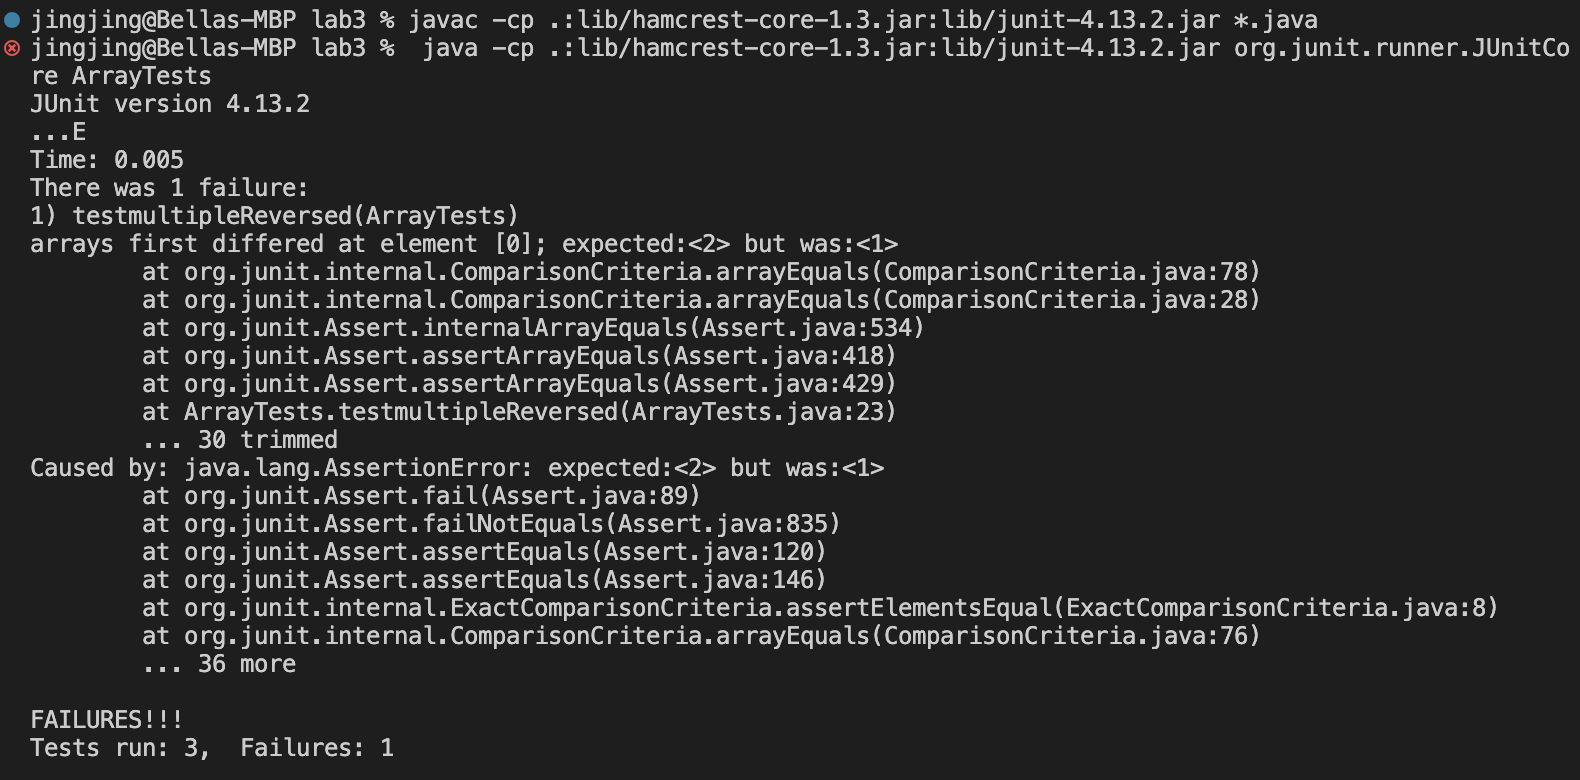 jingjing@Bellas-MBP lab3 % javac -cp .:lib/hamcrest-core-1.3.jar:lib/junit-4.13.2.jar *.java
jingjing@Bellas-MBP lab3 %  java -cp .:lib/hamcrest-core-1.3.jar:lib/junit-4.13.2.jar org.junit.runner.JUnitCo
re ArrayTests
JUnit version 4.13.2
...E
Time: 0.005
There was 1 failure:
1) testmultipleReversed(ArrayTests)
arrays first differed at element [0]; expected:<2> but was:<1>
        at org.junit.internal.ComparisonCriteria.arrayEquals(ComparisonCriteria.java:78)
        at org.junit.internal.ComparisonCriteria.arrayEquals(ComparisonCriteria.java:28)
        at org.junit.Assert.internalArrayEquals(Assert.java:534)
        at org.junit.Assert.assertArrayEquals(Assert.java:418)
        at org.junit.Assert.assertArrayEquals(Assert.java:429)
        at ArrayTests.testmultipleReversed(ArrayTests.java:23)
        ... 30 trimmed
Caused by: java.lang.AssertionError: expected:<2> but was:<1>
        at org.junit.Assert.fail(Assert.java:89)
        at org.junit.Assert.failNotEquals(Assert.java:835)
        at org.junit.Assert.assertEquals(Assert.java:120)
        at org.junit.Assert.assertEquals(Assert.java:146)
        at org.junit.internal.ExactComparisonCriteria.assertElementsEqual(ExactComparisonCriteria.java:8)
        at org.junit.internal.ComparisonCriteria.arrayEquals(ComparisonCriteria.java:76)
        ... 36 more

FAILURES!!!
Tests run: 3,  Failures: 1